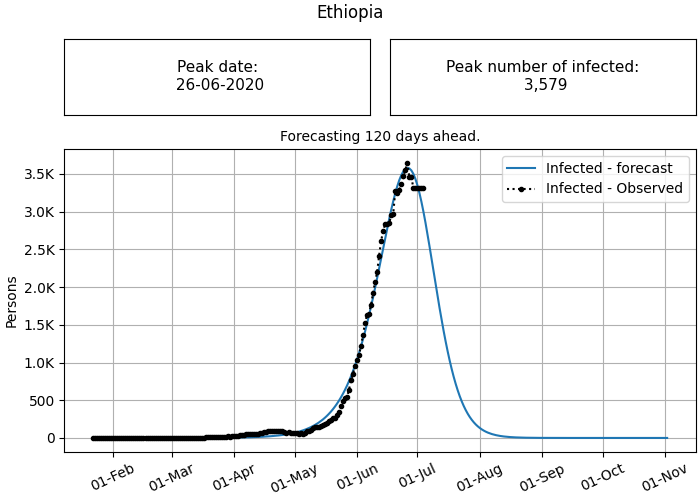 Ethiopia
Peak date:
26-06-2020
Peak number of infected:
3,579
Forecasting 120 days ahead.
Infected - forecast
Infected - Observed
3.5K
3.0K
2.5K
2.0K
1.5K
1.0K
500
0
Persons
01-Feb
01-Mar
01-Apr
01-May
01-Jun
01-Jul
01-Aug
01-Sep
01-Oct
01-Nov